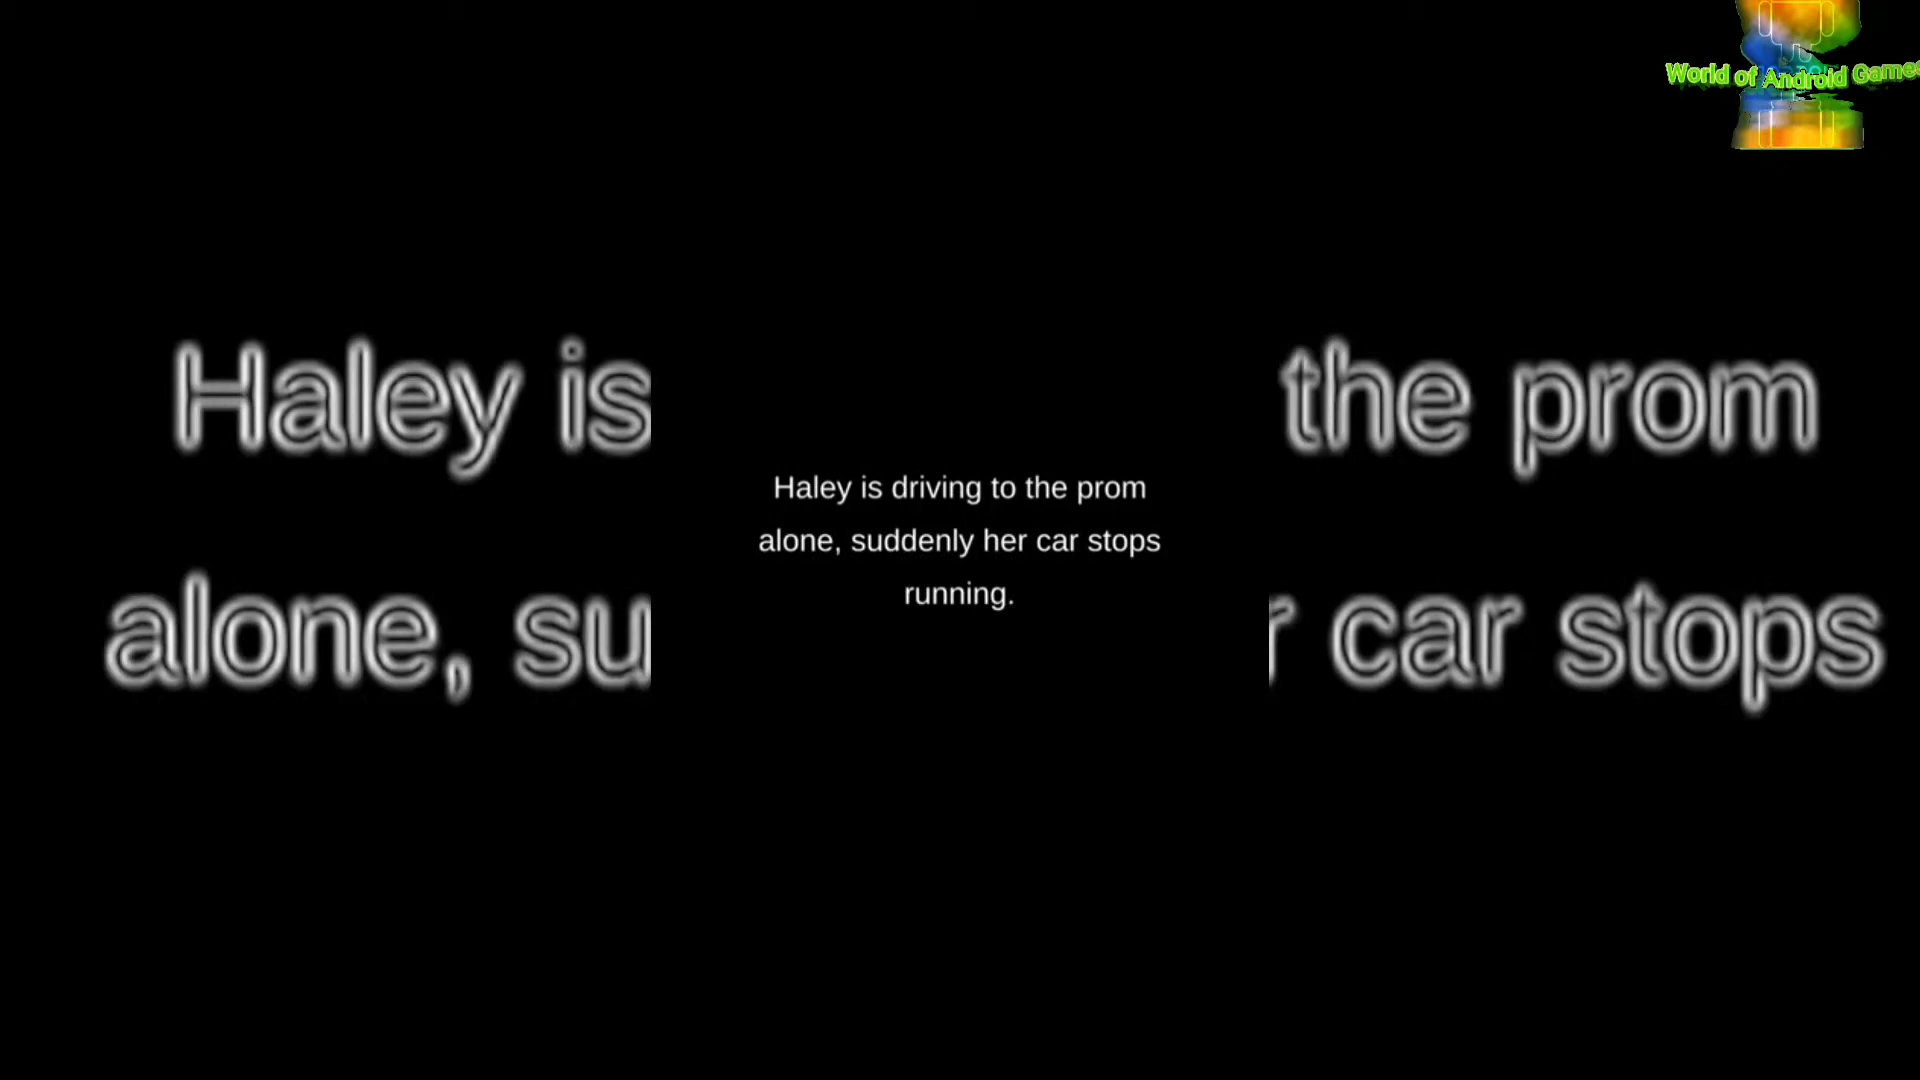 World of Android Games
Haley is
the prom
alone, su
r car stops
Haley is driving to the prom
alone, suddenly her car stops
running.